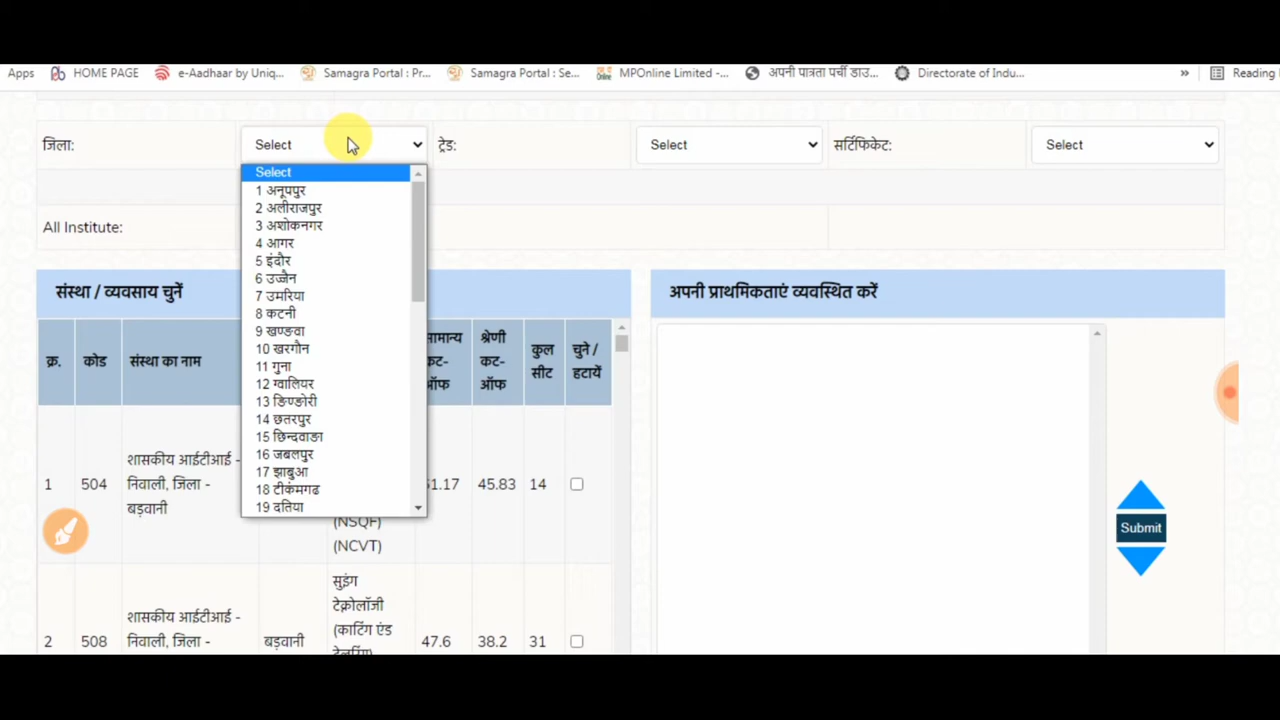 Apps HOME PAGE e-Aadhaar by Uniq... Samagra Portal : Pr... Samagra Portal : Se... MPOnline Limited -... अपनी पात्रता पर्ची डाउ... Directorate of Indu... » Reading
जिला: Select ट्रेड: Select सर्टिफिकेट: Select
Select
1 अनूपपुर
2 अलीराजपुर
3 अशोकनगर
4 आगर
5 इंदौर
6 उज्जैन
7 उमरिया
8 कटनी
9 खण्डवा
10 खरगौन
11 गुना
12 ग्वालियर
13 डिण्डोरी
14 छतरपुर
15 छिन्दवाडा
16 जबलपुर
17 झाबुआ
18 टीकंमगढ
19 दतिया
All Institute:
संस्था / व्यवसाय चुनें
क्र. कोड संस्था का नाम श्रेणी कट-ऑफ कुल सीट चुने / हटायें
1 504 शासकीय आईटीआई - निवाली, जिला - बड़वानी 45.83 14
(NSQF)
(NCVT)
2 508 शासकीय आईटीआई - निवाली, जिला - बड़वानी सुइंग टेक्नोलॉजी (काटिंग एंड 47.6 38.2 31
अपनी प्राथमिकताएं व्यवस्थित करें
Submit